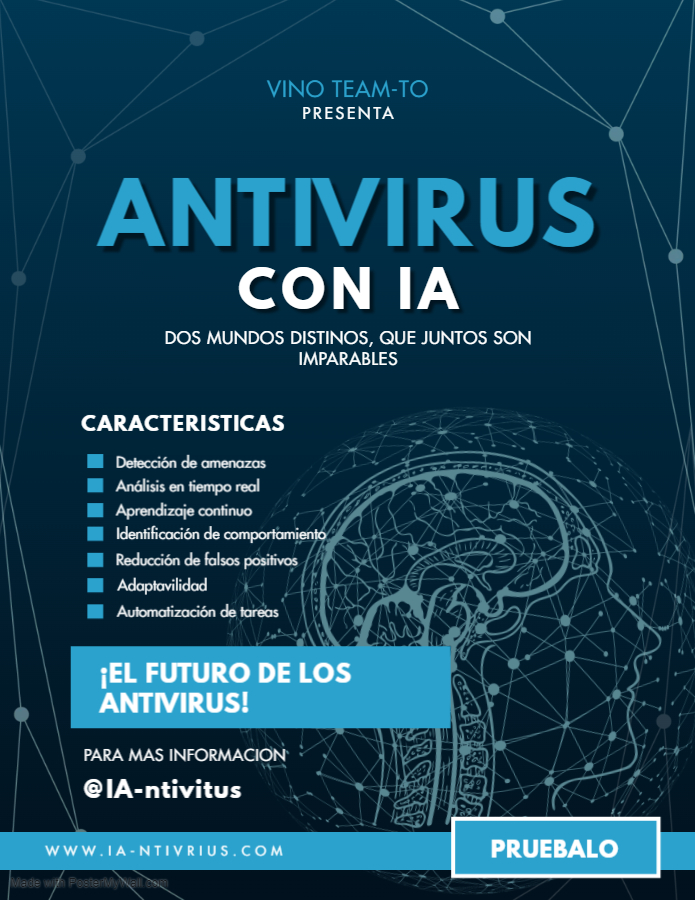 VINO TEAM-TO
PRESENTA
ANTIVIRUS
CON IA
DOS MUNDOS DISTINOS, QUE JUNTOS SON
IMPARABLES
CARACTERISTICAS
Detección de amenazas
Análisis en tiempo real
Aprendizaje continuo
Identificación de comportamiento
Reducción de falsos positivos
Adaptavilidad
Automatización de tareas
¡EL FUTURO DE LOS
ANTIVIRUS!
PARA MAS INFORMACION
@IA-ntivitus
WWW.IA-NTIVRIUS.COM
PRUEBALO
Made with PosterMyWall.com